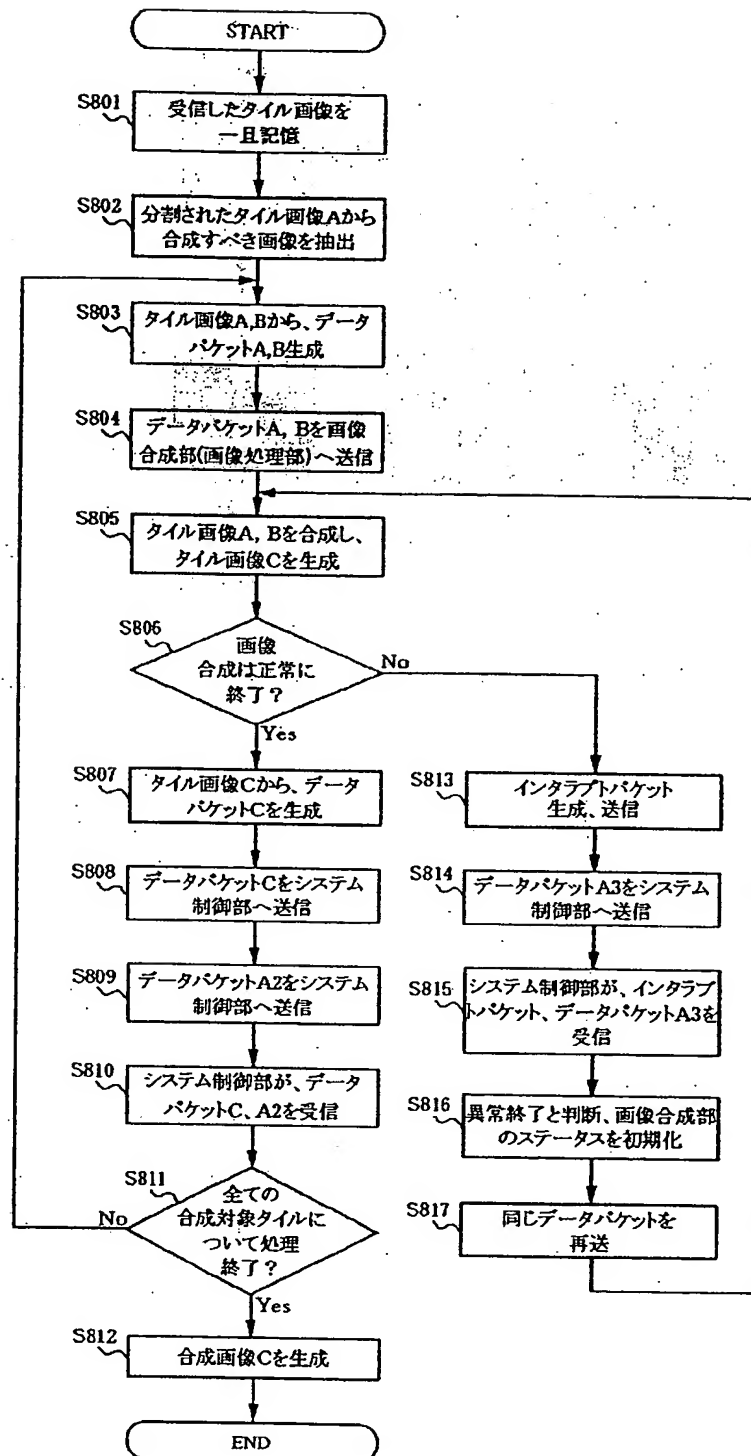 START
S801
受信したタイル画像を
一旦記憶
S802
分割されたタイル画像Aから
合成すべき画像を抽出
S803
タイル画像A,Bから、データ
パケットA,B生成
S804
データパケットA, Bを画像
合成部(画像処理部)へ送信
S805
タイル画像A, Bを合成し、
タイル画像Cを生成
S806
画像
合成は正常に
終了？
No
Yes
S807
タイル画像Cから、データ
パケットCを生成
S808
データパケットCをシステム
制御部へ送信
S809
データパケットA2をシステム
制御部へ送信
S810
システム制御部が、データ
パケットC、A2を受信
S811
全ての
合成対象タイルに
ついて処理
終了？
No
Yes
S812
合成画像Cを生成
END
S813
インタラプトパケット
生成、送信
S814
データパケットA3をシステム
制御部へ送信
S815
システム制御部が、インタラプ
トパケット、データパケットA3を
受信
S816
異常終了と判断、画像合成部
のステータスを初期化
S817
同じデータパケットを
再送